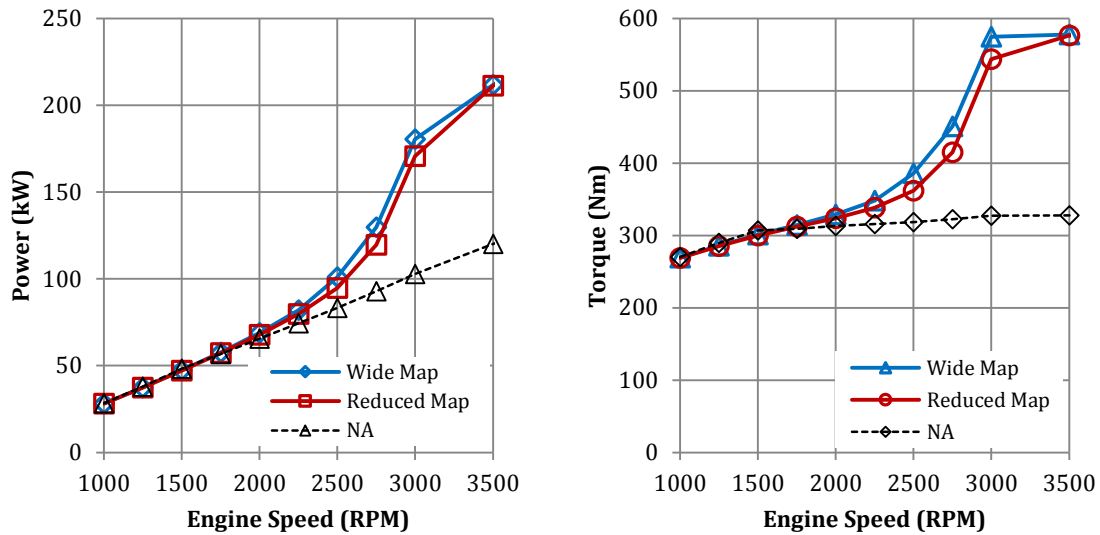 250
200
150
100
50
0
Power (kW)
1000 1500 2000 2500 3000 3500
Engine Speed (RPM)
Wide Map
Reduced Map
NA
600
500
400
300
200
100
0
Torque (Nm)
1000 1500 2000 2500 3000 3500
Engine Speed (RPM)
Wide Map
Reduced Map
NA